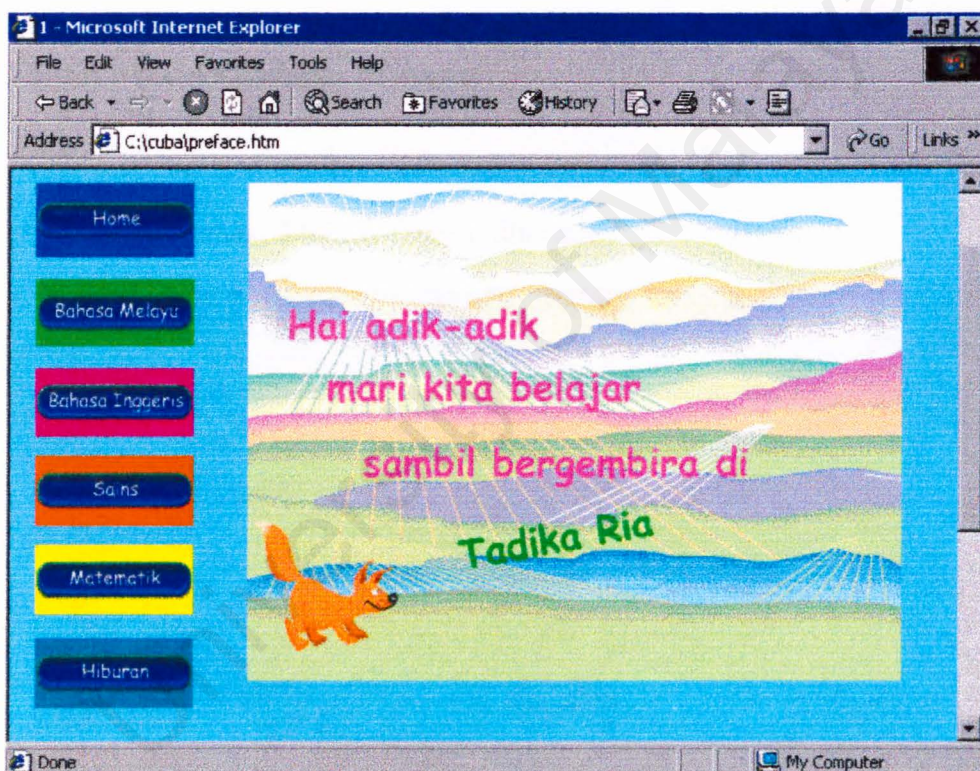 1 - Microsoft Internet Explorer
File Edit View Favorites Tools Help
Back Search Favorites History
Address C:\cuba\preface.htm Go Links »
Home
Bahasa Melayu
Bahasa Inggeris
Sains
Matematik
Hiburan
Hai adik-adik
mari kita belajar
sambil bergembira di
Tadika Ria
Done My Computer